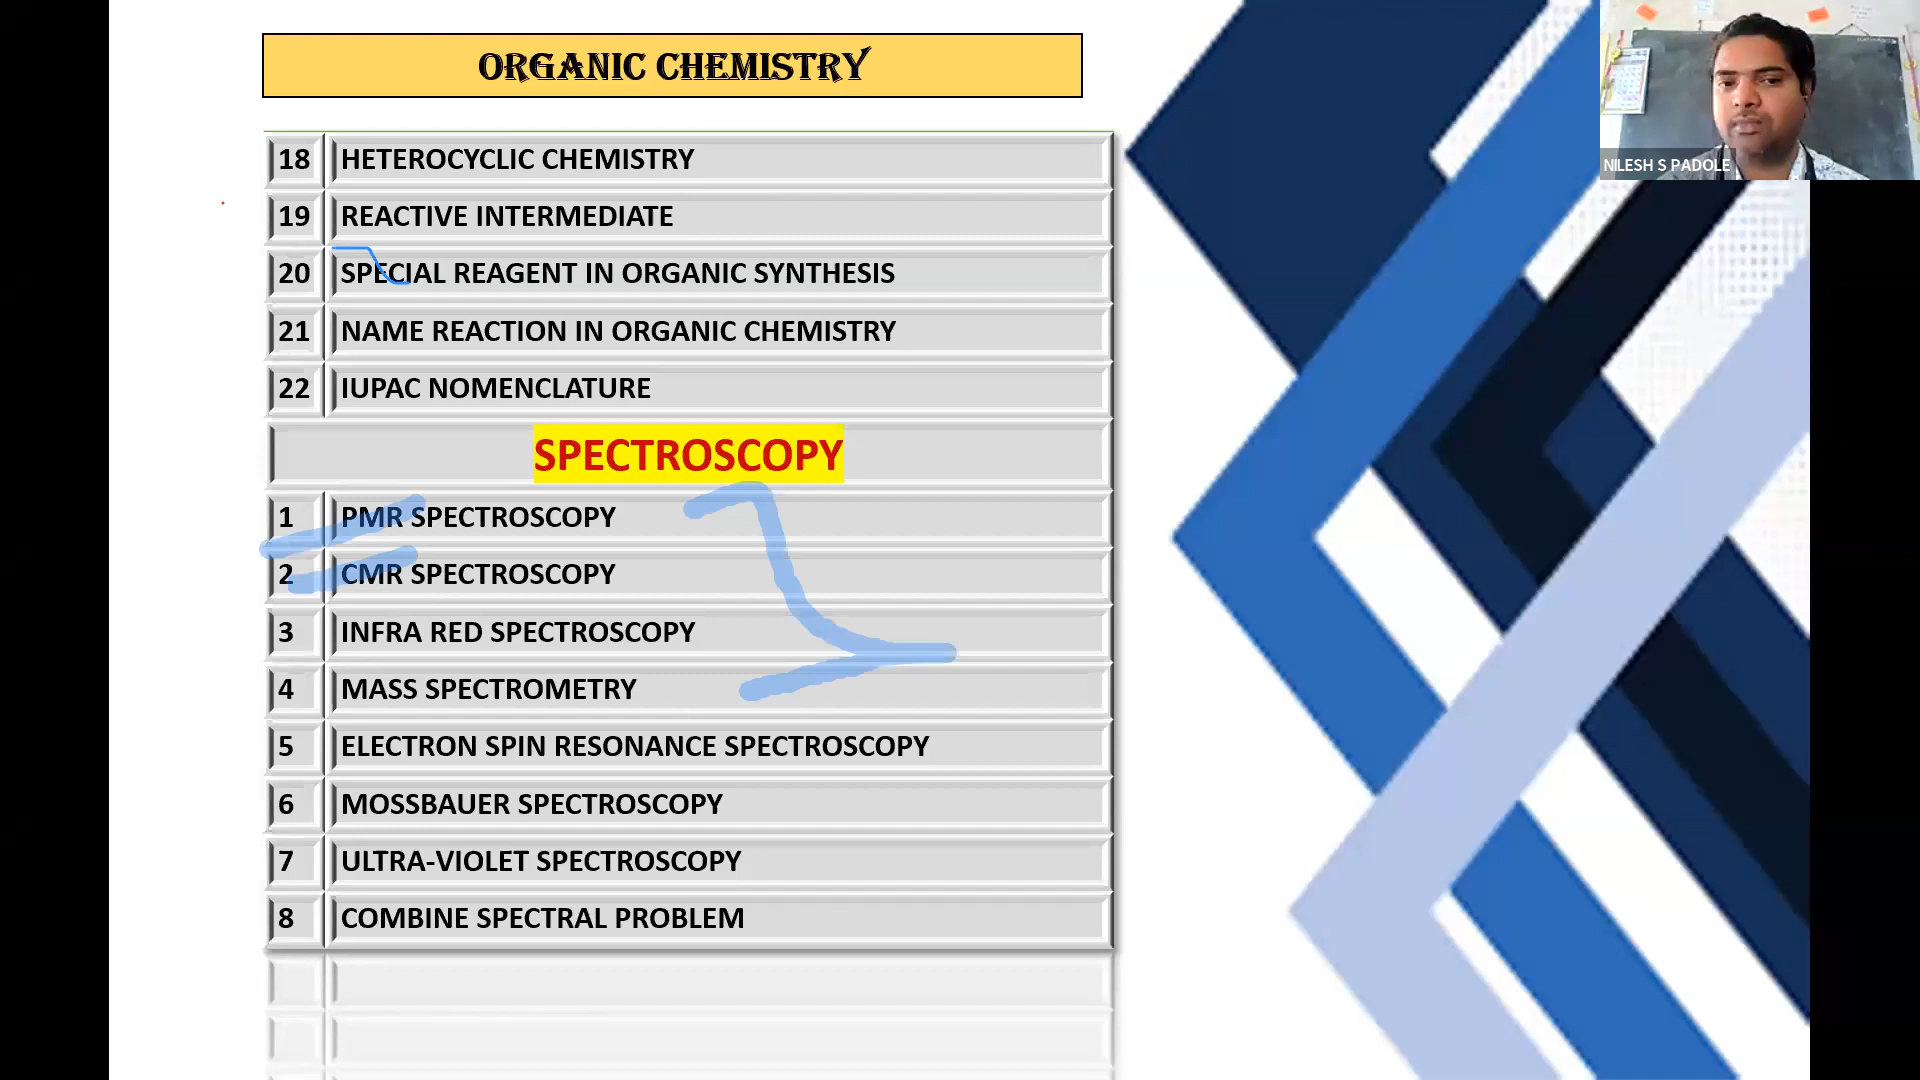 ORGANIC CHEMISTRY
18 HETEROCYCLIC CHEMISTRY
19 REACTIVE INTERMEDIATE
20 SPECIAL REAGENT IN ORGANIC SYNTHESIS
21 NAME REACTION IN ORGANIC CHEMISTRY
22 IUPAC NOMENCLATURE
SPECTROSCOPY
1 PMR SPECTROSCOPY
2 CMR SPECTROSCOPY
3 INFRA RED SPECTROSCOPY
4 MASS SPECTROMETRY
5 ELECTRON SPIN RESONANCE SPECTROSCOPY
6 MOSSBAUER SPECTROSCOPY
7 ULTRA-VIOLET SPECTROSCOPY
8 COMBINE SPECTRAL PROBLEM
NILESH S PADOLE